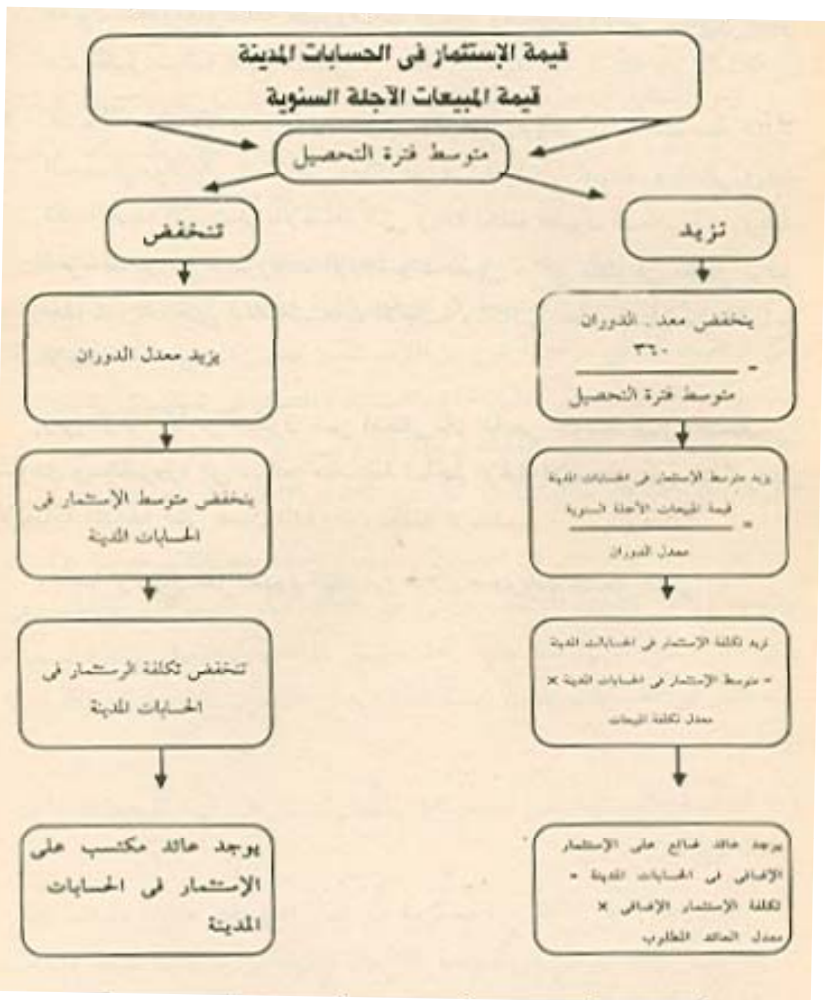 قيمة الإستثمار فى الحسابات المدينة
قيمة المبيعات الآجلة السنوية
متوسط فترة التحصيل
تزيد
تنخفض
ينخفض معدل الدوران
٣٦٠
=
متوسط فترة التحصيل
يزيد معدل الدوران
يزيد متوسط الإستثمار فى الحسابات المدينة
قيمة المبيعات الآجلة السنوية
=
معدل الدوران
ينخفض متوسط الإستثمار فى
الحسابات المدينة
تزيد تكلفة الإستثمار فى الحسابات المدينة
= متوسط الإستثمار فى الحسابات المدينة ×
معدل تكلفة المبيعات
تنخفض تكلفة الرستثمار فى
الحسابات المدينة
يوجد عائد ضائع على الإستثمار
الإضافى فى الحسابات المدينة =
تكلفة الإستثمار الإضافى ×
معدل العائد المطلوب
يوجد عائد مكتسب على
الإستثمار فى الحسابات
المدينة